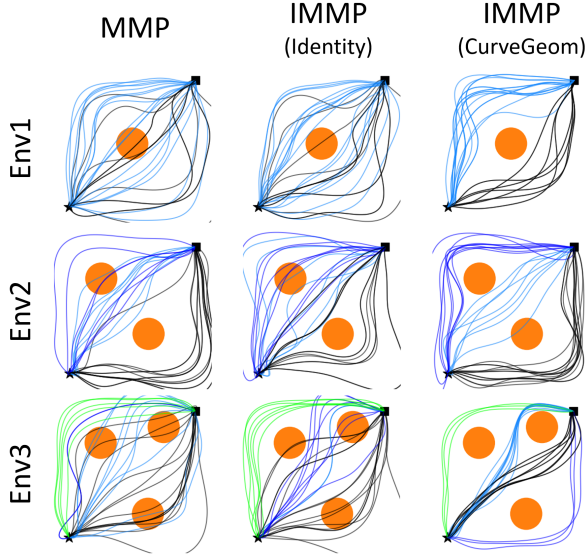 MMP
IMMP
(Identity)
IMMP
(CurveGeom)
Env1
Env2
Env3